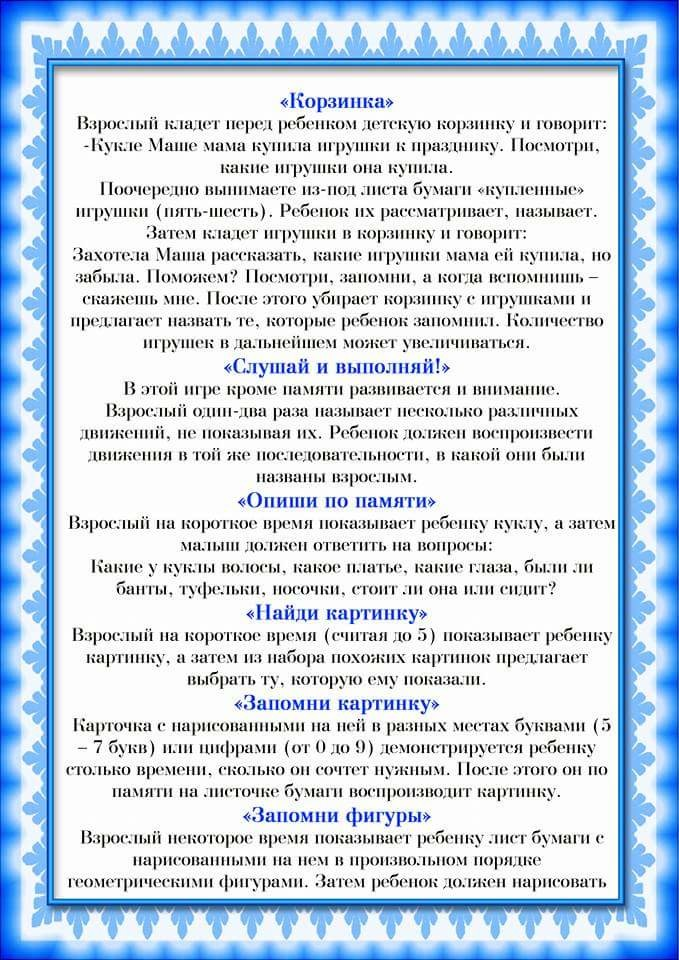 «Корзинка»
Взрослый кладет перед ребенком детскую корзинку и говорит:
-Кукле Маше мама купила игрушки к празднику. Посмотри,
какие игрушки она купила.
Поочередно вынимаете из-под листа бумаги «купленные»
игрушки (пять-шесть). Ребенок их рассматривает, называет.
Затем кладет игрушки в корзинку и говорит:
Захотела Маша рассказать, какие игрушки мама ей купила, но
забыла. Поможем? Посмотри, запомни, а когда вспомнишь –
скажешь мне. После этого убирает корзинку с игрушками и
предлагает назвать те, которые ребенок запомнил. Количество
игрушек в дальнейшем может увеличиваться.
«Слушай и выполняй!»
В этой игре кроме памяти развивается и внимание.
Взрослый один-два раза называет несколько различных
движений, не показывая их. Ребенок должен воспроизвести
движения в той же последовательности, в какой они были
названы взрослым.
«Опиши по памяти»
Взрослый на короткое время показывает ребенку куклу, а затем
малыш должен ответить на вопросы:
Какие у куклы волосы, какое платье, какие глаза, были ли
банты, туфельки, носочки, стоит ли она или сидит?
«Найди картинку»
Взрослый на короткое время (считая до 5) показывает ребенку
картинку, а затем из набора похожих картинок предлагает
выбрать ту, которую ему показали.
«Запомни картинку»
Карточка с нарисованными на ней в разных местах буквами (5
– 7 букв) или цифрами (от 0 до 9) демонстрируется ребенку
столько времени, сколько он сочтет нужным. После этого он по
памяти на листочке бумаги воспроизводит картинку.
«Запомни фигуры»
Взрослый некоторое время показывает ребенку лист бумаги с
нарисованными на нем в произвольном порядке
геометрическими фигурами. Затем ребенок должен нарисовать